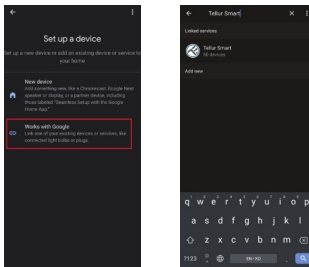 Set up a device
Set up a new device or add an existing device or service to
your home
New device
Add something new, like a Chromecast, Google Nest
speaker or display, or a partner device, including
those labeled "Seamless Setup with the Google
Home App."
Works with Google
Link one of your existing devices or services, like
connected light bulbs or plugs
Tellur Smart
Linked services
Tellur Smart
devices
Add new
q w e r t y u i o p
a s d f g h j k l
z x c v b n m
?123
EN • RO